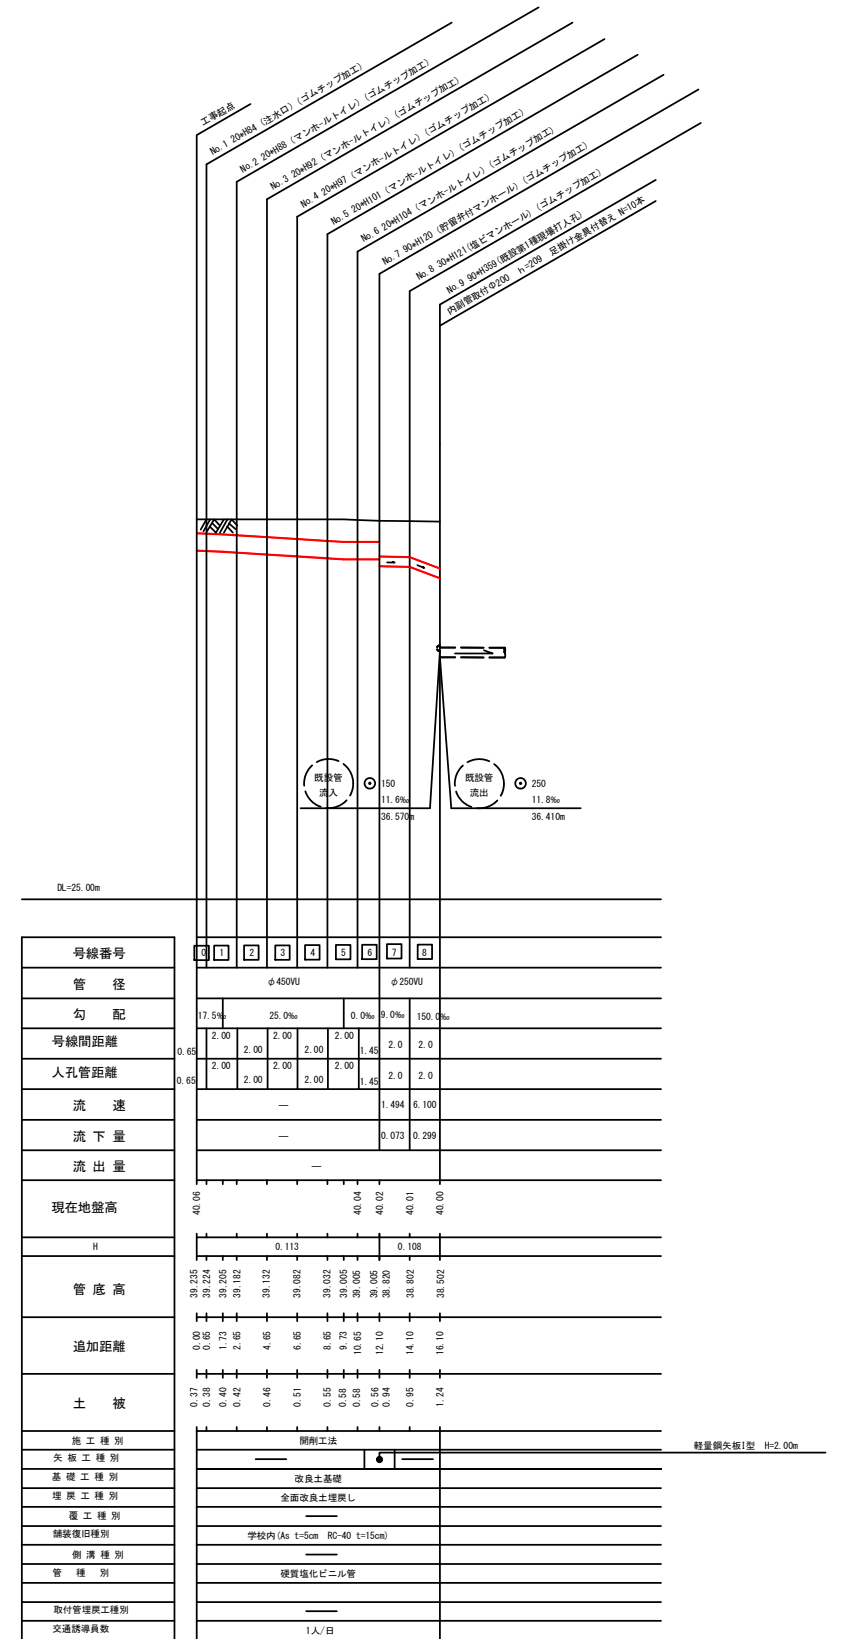 工事起点
No.1 20*H84 (注水口) (ゴムチップ加工)
No.2 20*H88 (マンホールトイレ) (ゴムチップ加工)
No.3 20*H92 (マンホールトイレ) (ゴムチップ加工)
No.4 20*H97 (マンホールトイレ) (ゴムチップ加工)
No.5 20*H101 (マンホールトイレ) (ゴムチップ加工)
No.6 20*H104 (マンホールトイレ) (ゴムチップ加工)
No.7 90*H120 (貯留弁付マンホール) (ゴムチップ加工)
No.8 30*H121(塩ビマンホール) (ゴムチップ加工)
No.9 90*H359(既設第1種現場打人孔)
内副管取付Φ200 h=209 足掛け金具付替え N=10本
既設管
流入
150
11.6‰
36.570m
既設管
流出
250
11.8‰
36.410m
DL=25.00m
号線番号 0 1 2 3 4 5 6 7 8
管 径 φ450VU φ250VU
勾 配 17.5‰ 25.0‰ 0.0‰ 9.0‰ 150.0‰
号線間距離 0.65 2.00 2.00 2.00 2.00 2.00 1.45 2.0 2.0
人孔管距離 0.65 2.00 2.00 2.00 2.00 2.00 1.45 2.0 2.0
流 速 — 1.494 6.100
流 下 量 — 0.073 0.299
流 出 量 —
現在地盤高 40.06 40.04 40.02 40.01 40.00
H 0.113 0.108
管 底 高 39.235 39.224 39.205 39.182 39.132 39.082 39.032 39.005 39.005 39.005 38.820 38.802 38.502
追加距離 0.00 0.65 1.73 2.65 4.65 6.65 8.65 9.73 10.65 12.10 14.10 16.10
土 被 0.37 0.38 0.40 0.42 0.46 0.51 0.55 0.58 0.58 0.56 0.94 0.95 1.24
施 工 種 別 開削工法
矢 板 工 種 別 — — 軽量鋼矢板I型 H=2.00m
基 礎 工 種 別 改良土基礎
埋 戻 工 種 別 全面改良土埋戻し
覆 工 種 別 —
舗装復旧種別 学校内(As t=5cm RC-40 t=15cm)
側 溝 種 別 —
管 種 別 硬質塩化ビニル管
取付管埋戻工種別 —
交通誘導員数 1人/日